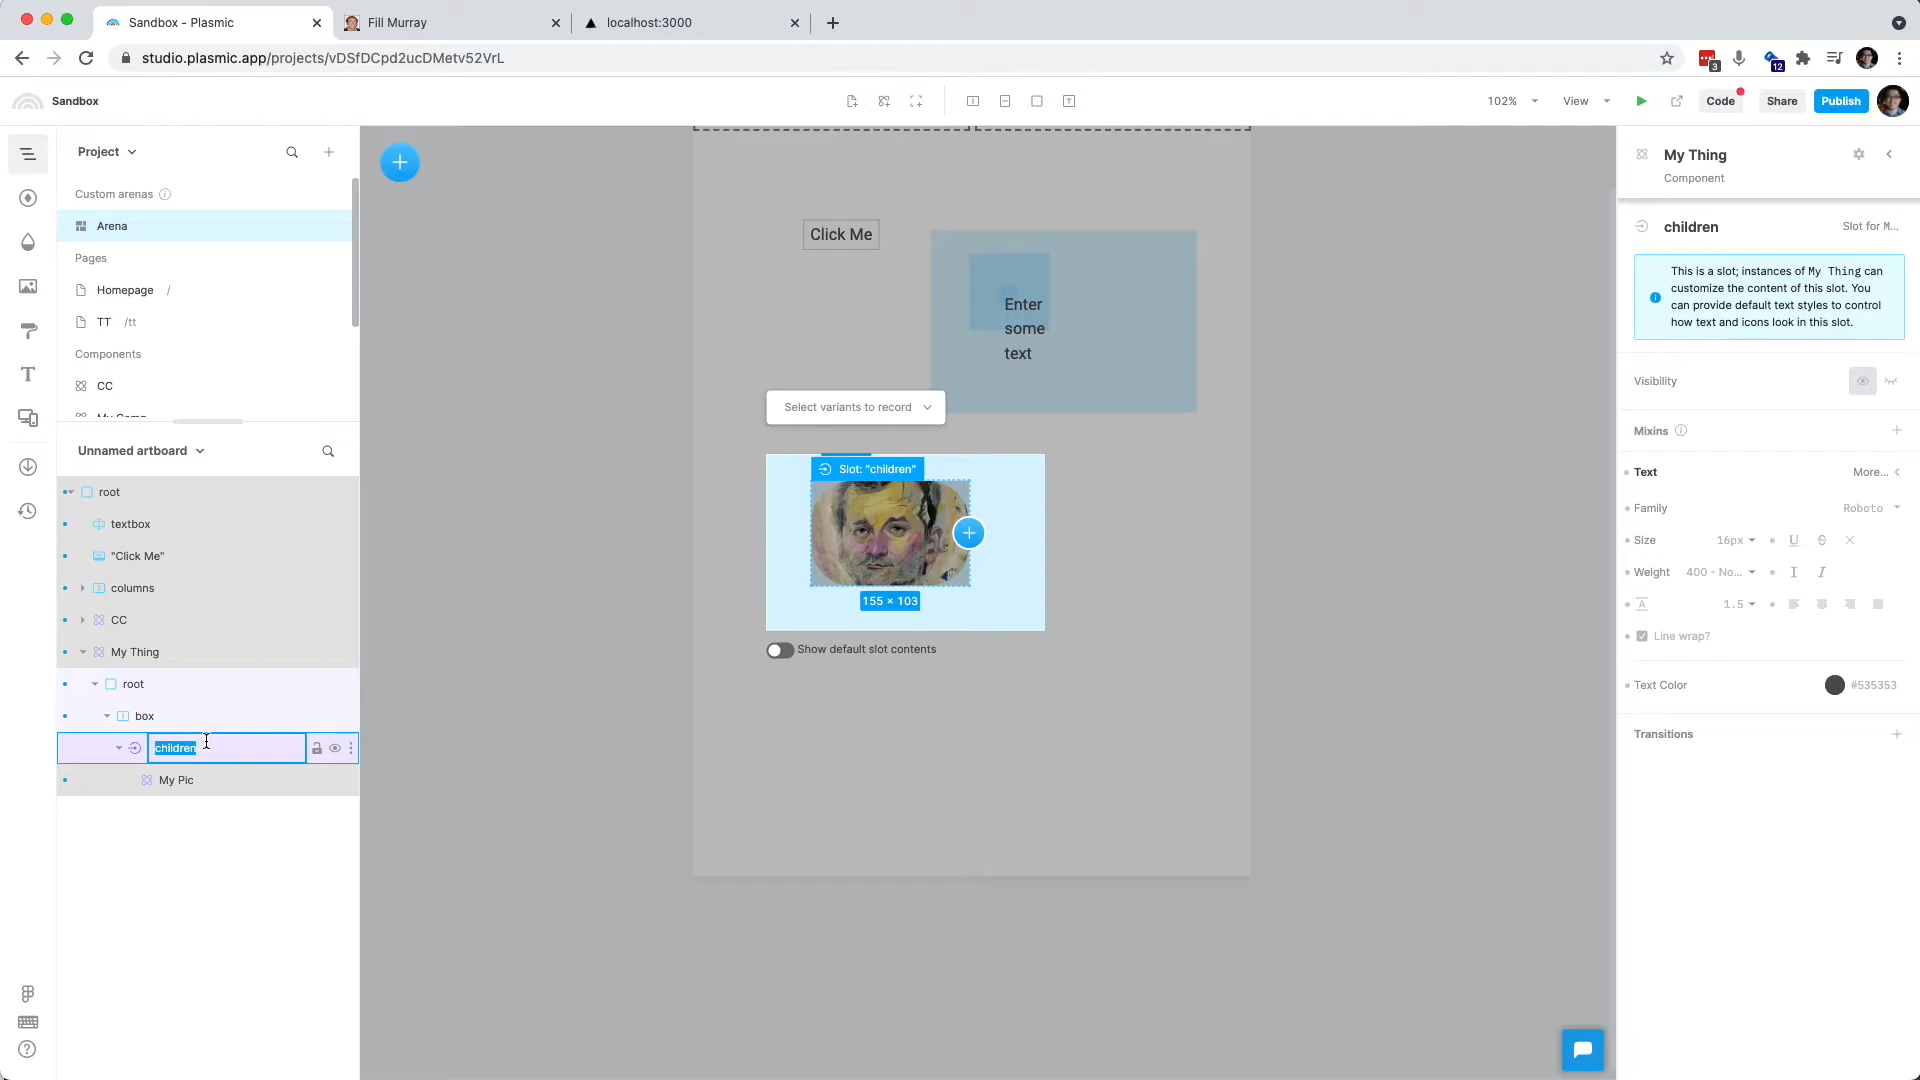 Sandbox - Plasmic
Fill Murray
localhost:3000
studio.plasmic.app/projects/vDSfDCpd2ucDMetv52VrL
3
12
Sandbox
102%
View
Code
Share
Publish
Project
Custom arenas
Arena
Pages
Homepage /
TT /tt
Components
CC
Unnamed artboard
root
textbox
"Click Me"
columns
CC
My Thing
root
box
children
My Pic
Click Me
Enter
some
text
Select variants to record
Slot: "children"
155 × 103
Show default slot contents
My Thing
Component
children
Slot for M...
This is a slot; instances of My Thing can
customize the content of this slot. You
can provide default text styles to control
how text and icons look in this slot.
Visibility
Mixins
Text
More...
Family
Roboto
Size
16px
Weight
400 - No...
1.5
Line wrap?
Text Color
#535353
Transitions